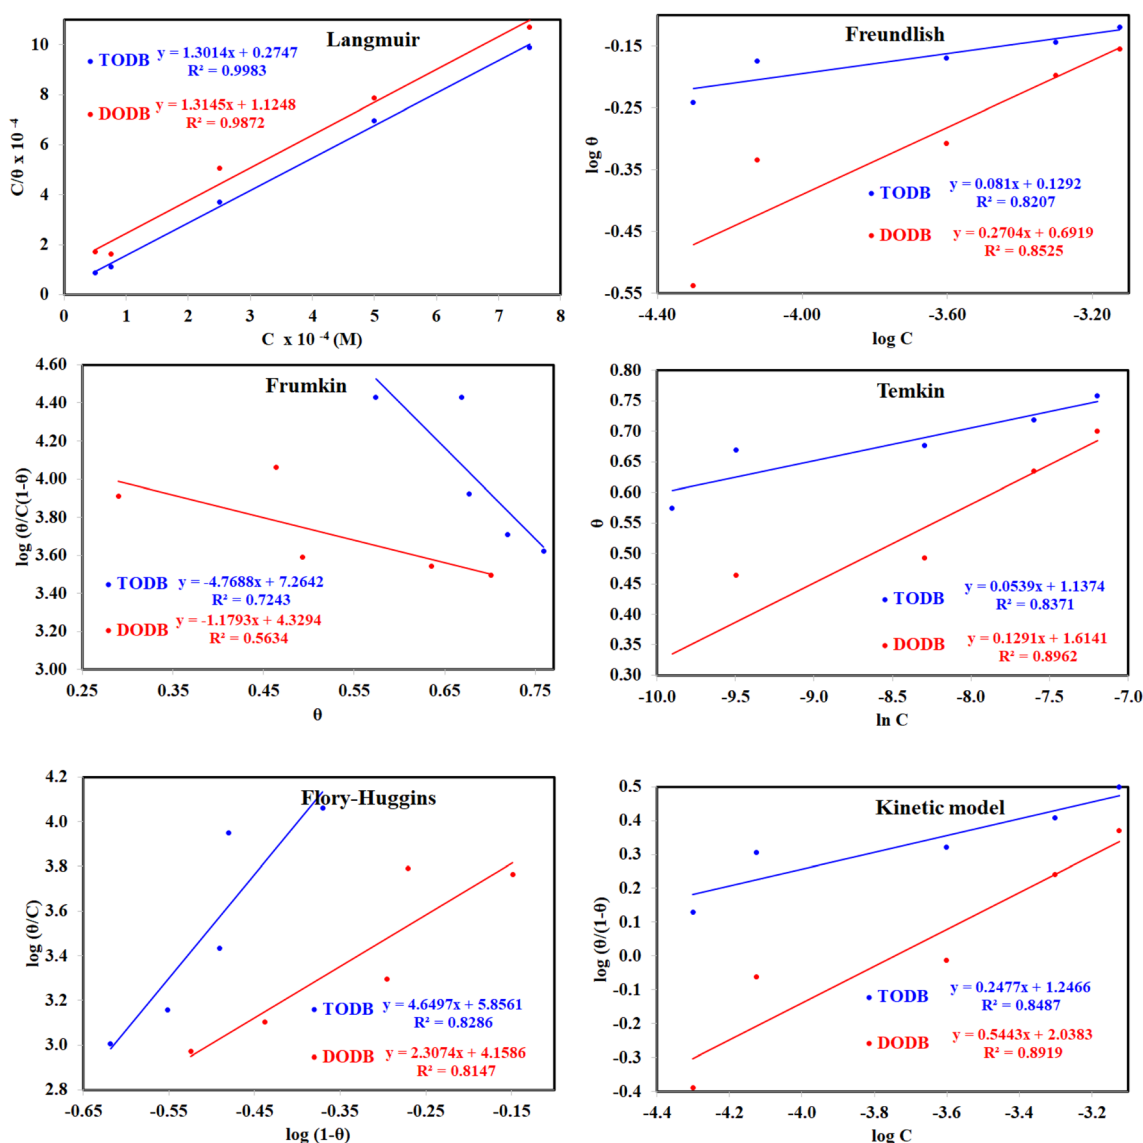 Langmuir
TODB y = 1.3014x + 0.2747
R² = 0.9983
DODB y = 1.3145x + 1.1248
R² = 0.9872
C/θ x 10⁻⁴
10
8
6
4
2
0
0 1 2 3 4 5 6 7 8
C x 10 ⁻⁴ (M)
Freundlish
log θ
-0.15
-0.25
-0.35
-0.45
-0.55
TODB y = 0.081x + 0.1292
R² = 0.8207
DODB y = 0.2704x + 0.6919
R² = 0.8525
-4.40 -4.00 -3.60 -3.20
log C
Frumkin
log (θ/C(1-θ)
4.60
4.40
4.20
4.00
3.80
3.60
3.40
3.20
3.00
TODB y = -4.7688x + 7.2642
R² = 0.7243
DODB y = -1.1793x + 4.3294
R² = 0.5634
0.25 0.35 0.45 0.55 0.65 0.75
θ
Temkin
θ
0.80
0.75
0.70
0.65
0.60
0.55
0.50
0.45
0.40
0.35
0.30
TODB y = 0.0539x + 1.1374
R² = 0.8371
DODB y = 0.1291x + 1.6141
R² = 0.8962
-10.0 -9.5 -9.0 -8.5 -8.0 -7.5 -7.0
ln C
Flory-Huggins
log (θ/C)
4.2
3.8
3.6
3.4
3.2
3.0
2.8
TODB y = 4.6497x + 5.8561
R² = 0.8286
DODB y = 2.3074x + 4.1586
R² = 0.8147
-0.65 -0.55 -0.45 -0.35 -0.25 -0.15
log (1-θ)
Kinetic model
log (θ/(1-θ)
0.5
0.4
0.3
0.2
0.1
0.0
-0.1
-0.2
-0.3
-0.4
TODB y = 0.2477x + 1.2466
R² = 0.8487
DODB y = 0.5443x + 2.0383
R² = 0.8919
-4.4 -4.2 -4.0 -3.8 -3.6 -3.4 -3.2
log C